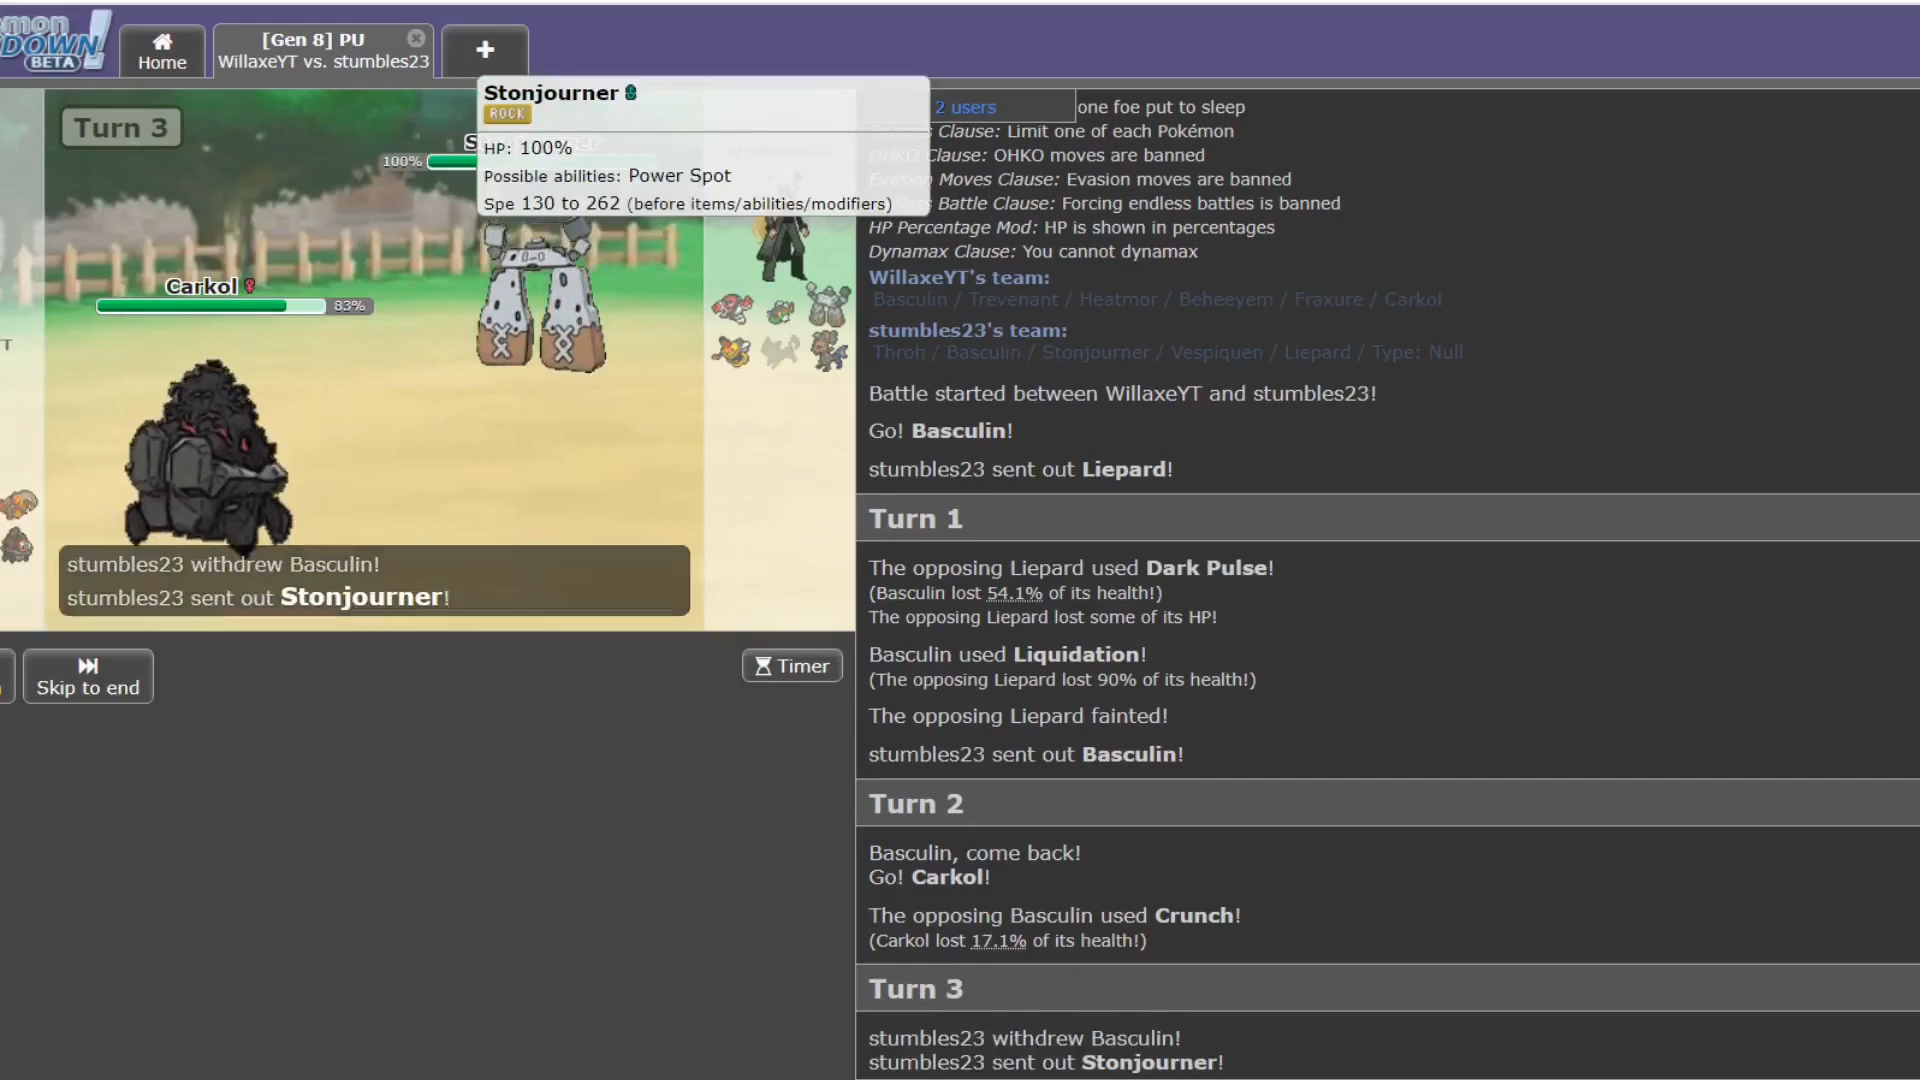 mon
DOWN!
BETA
Home
[Gen 8] PU
WillaxeYT vs. stumbles23
+
Turn 3
Stonjourner
ROCK
HP: 100%
Possible abilities: Power Spot
Spe 130 to 262 (before items/abilities/modifiers)
100%
Carkol
83%
stumbles23 withdrew Basculin!
stumbles23 sent out Stonjourner!
Skip to end
Timer
2 users
one foe put to sleep
Clause: Limit one of each Pokémon
OHKO Clause: OHKO moves are banned
Evasion Moves Clause: Evasion moves are banned
Battle Clause: Forcing endless battles is banned
HP Percentage Mod: HP is shown in percentages
Dynamax Clause: You cannot dynamax
WillaxeYT's team:
Basculin / Trevenant / Heatmor / Beheeyem / Fraxure / Carkol
stumbles23's team:
Throh / Basculin / Stonjourner / Vespiquen / Liepard / Type: Null
Battle started between WillaxeYT and stumbles23!
Go! Basculin!
stumbles23 sent out Liepard!
Turn 1
The opposing Liepard used Dark Pulse!
(Basculin lost 54.1% of its health!)
The opposing Liepard lost some of its HP!
Basculin used Liquidation!
(The opposing Liepard lost 90% of its health!)
The opposing Liepard fainted!
stumbles23 sent out Basculin!
Turn 2
Basculin, come back!
Go! Carkol!
The opposing Basculin used Crunch!
(Carkol lost 17.1% of its health!)
Turn 3
stumbles23 withdrew Basculin!
stumbles23 sent out Stonjourner!